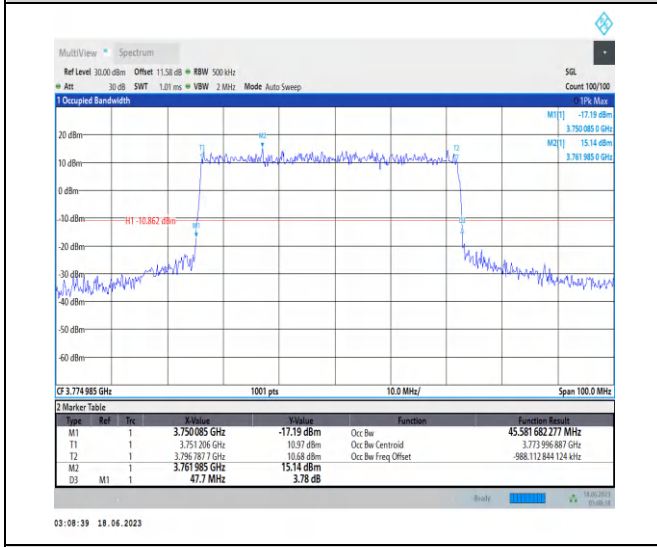 MultiView Spectrum
Ref Level 30.00 dBm Offset 11.58 dB RBW 500 kHz SGL
Att 30 dB SWT 1.01 ms VBW 2 MHz Mode Auto Sweep Count 100/100
1 Occupied Bandwidth 1Pk Max
M1[1] -17.19 dBm
3.750 085 0 GHz
M2[1] 15.14 dBm
3.761 985 0 GHz
20 dBm
M2
T1 T2
10 dBm
0 dBm
-10 dBm
H1 -10.862 dBm
M1
-20 dBm
-30 dBm
-40 dBm
-50 dBm
-60 dBm
CF 3.774 985 GHz 1001 pts 10.0 MHz/ Span 100.0 MHz
2 Marker Table
Type Ref Trc X-Value Y-Value Function Function Result
M1 1 3.750 085 GHz -17.19 dBm Occ Bw 45.581 682 277 MHz
T1 1 3.751 206 GHz 10.97 dBm Occ Bw Centroid 3.773 996 887 GHz
T2 1 3.796 787 7 GHz 10.68 dBm Occ Bw Freq Offset -988.112 844 124 kHz
M2 1 3.761 985 GHz 15.14 dBm
D3 M1 1 47.7 MHz 3.78 dB
Ready 18.06.2023
03:08:39 18.06.2023